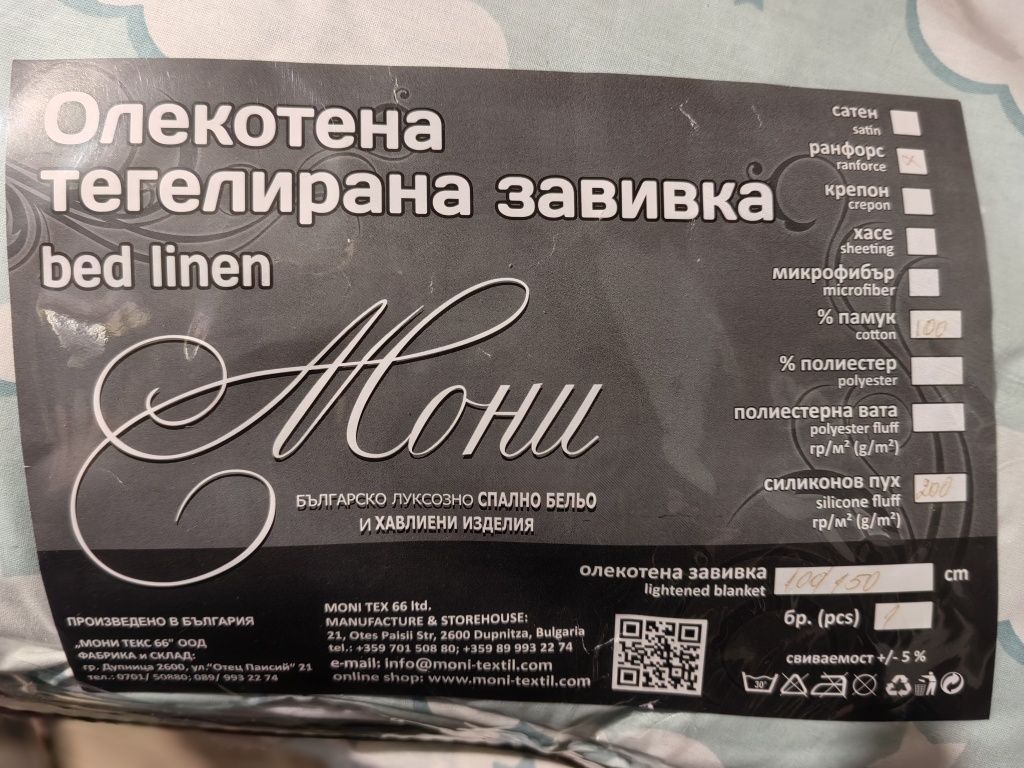 Олекотена
тегелирана завивка
bed linen
Мони
БЪЛГАРСКО ЛУКСОЗНО СПАЛНО БЕЛЬО
И ХАВЛИЕНИ ИЗДЕЛИЯ
сатен
satin
ранфорс
ranforce
x
крепон
crepon
хасе
sheeting
микрофибър
microfiber
% памук
cotton
100
% полиестер
polyester
полиестерна вата
polyester fluff
гр/м² (g/m²)
силиконов пух
silicone fluff
гр/м² (g/m²)
200
олекотена завивка
lightened blanket
100/150 cm
бр. (pcs) 1
свиваемост +/- 5 %
30°
ПРОИЗВЕДЕНО В БЪЛГАРИЯ
„МОНИ ТЕКС 66" ООД
ФАБРИКА и СКЛАД:
гр. Дупница 2600, ул."Отец Паисий" 21
тел.: 0701/ 50880; 089/ 993 22 74
MONI TEX 66 ltd.
MANUFACTURE & STOREHOUSE:
21, Otes Paisii Str, 2600 Dupnitza, Bulgaria
tel.: +359 701 508 80; +359 89 993 22 74
e-mail: info@moni-textil.com
online shop: www.moni-textil.com